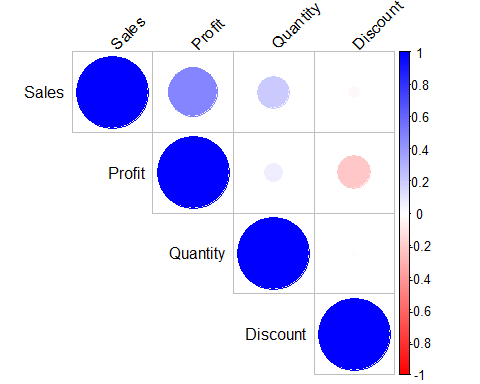 Sales Profit Quantity Discount
Sales
Profit
Quantity
Discount
1
0.8
0.6
0.4
0.2
0
-0.2
-0.4
-0.6
-0.8
-1